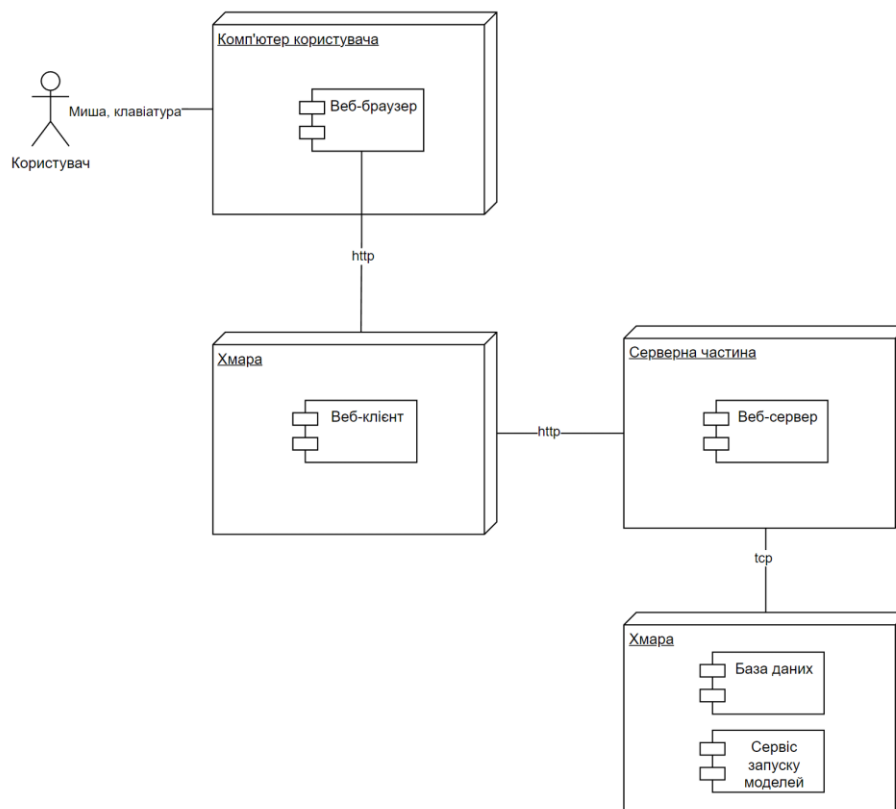 Комп'ютер користувача
Веб-браузер
Миша, клавіатура
Користувач
http
Хмара
Веб-клієнт
http
Серверна частина
Веб-сервер
tcp
Хмара
База даних
Сервіс
запуску
моделей